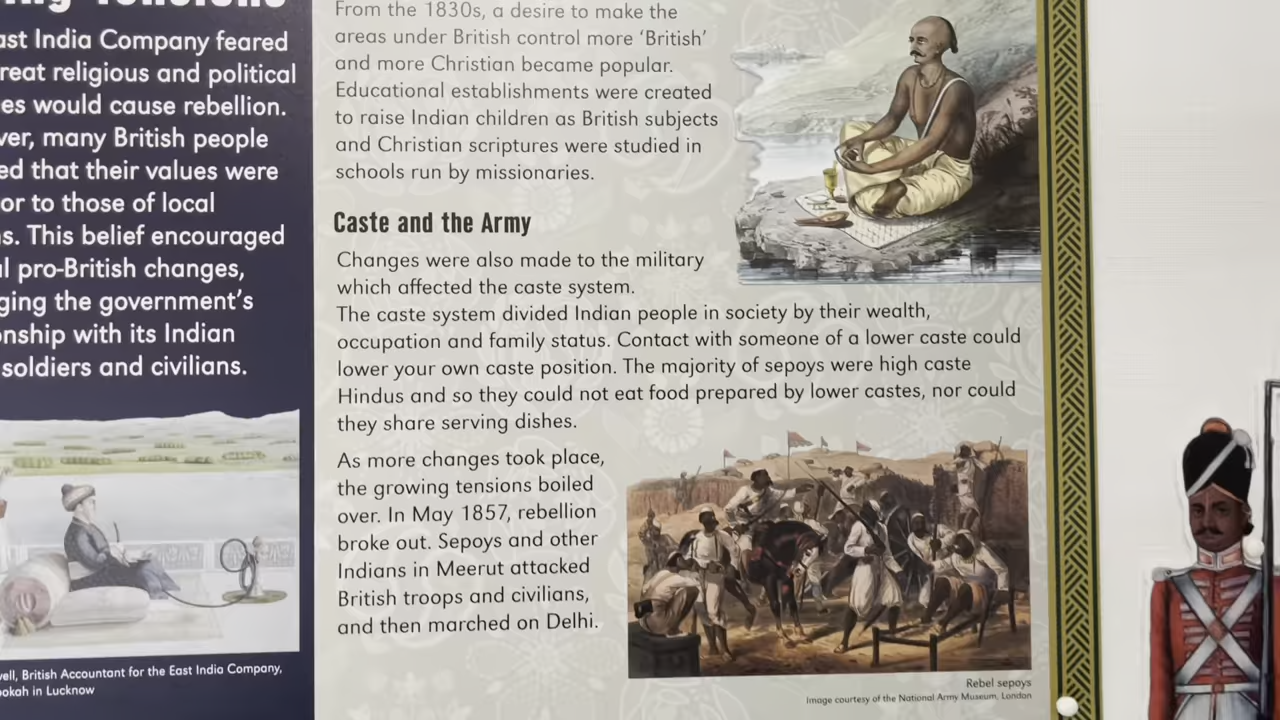 East India Company feared
great religious and political
would cause rebellion.
many British people
that their values were
to those of local
This belief encouraged
pro-British changes,
the government's
with its Indian
soldiers and civilians.
British Accountant for the East India Company,
in Lucknow
From the 1830s, a desire to make the
areas under British control more 'British'
and more Christian became popular.
Educational establishments were created
to raise Indian children as British subjects
and Christian scriptures were studied in
schools run by missionaries.
Caste and the Army
Changes were also made to the military
which affected the caste system.
The caste system divided Indian people in society by their wealth,
occupation and family status. Contact with someone of a lower caste could
lower your own caste position. The majority of sepoys were high caste
Hindus and so they could not eat food prepared by lower castes, nor could
they share serving dishes.
As more changes took place,
the growing tensions boiled
over. In May 1857, rebellion
broke out. Sepoys and other
Indians in Meerut attacked
British troops and civilians,
and then marched on Delhi.
Rebel sepoys
Image courtesy of the National Army Museum, London